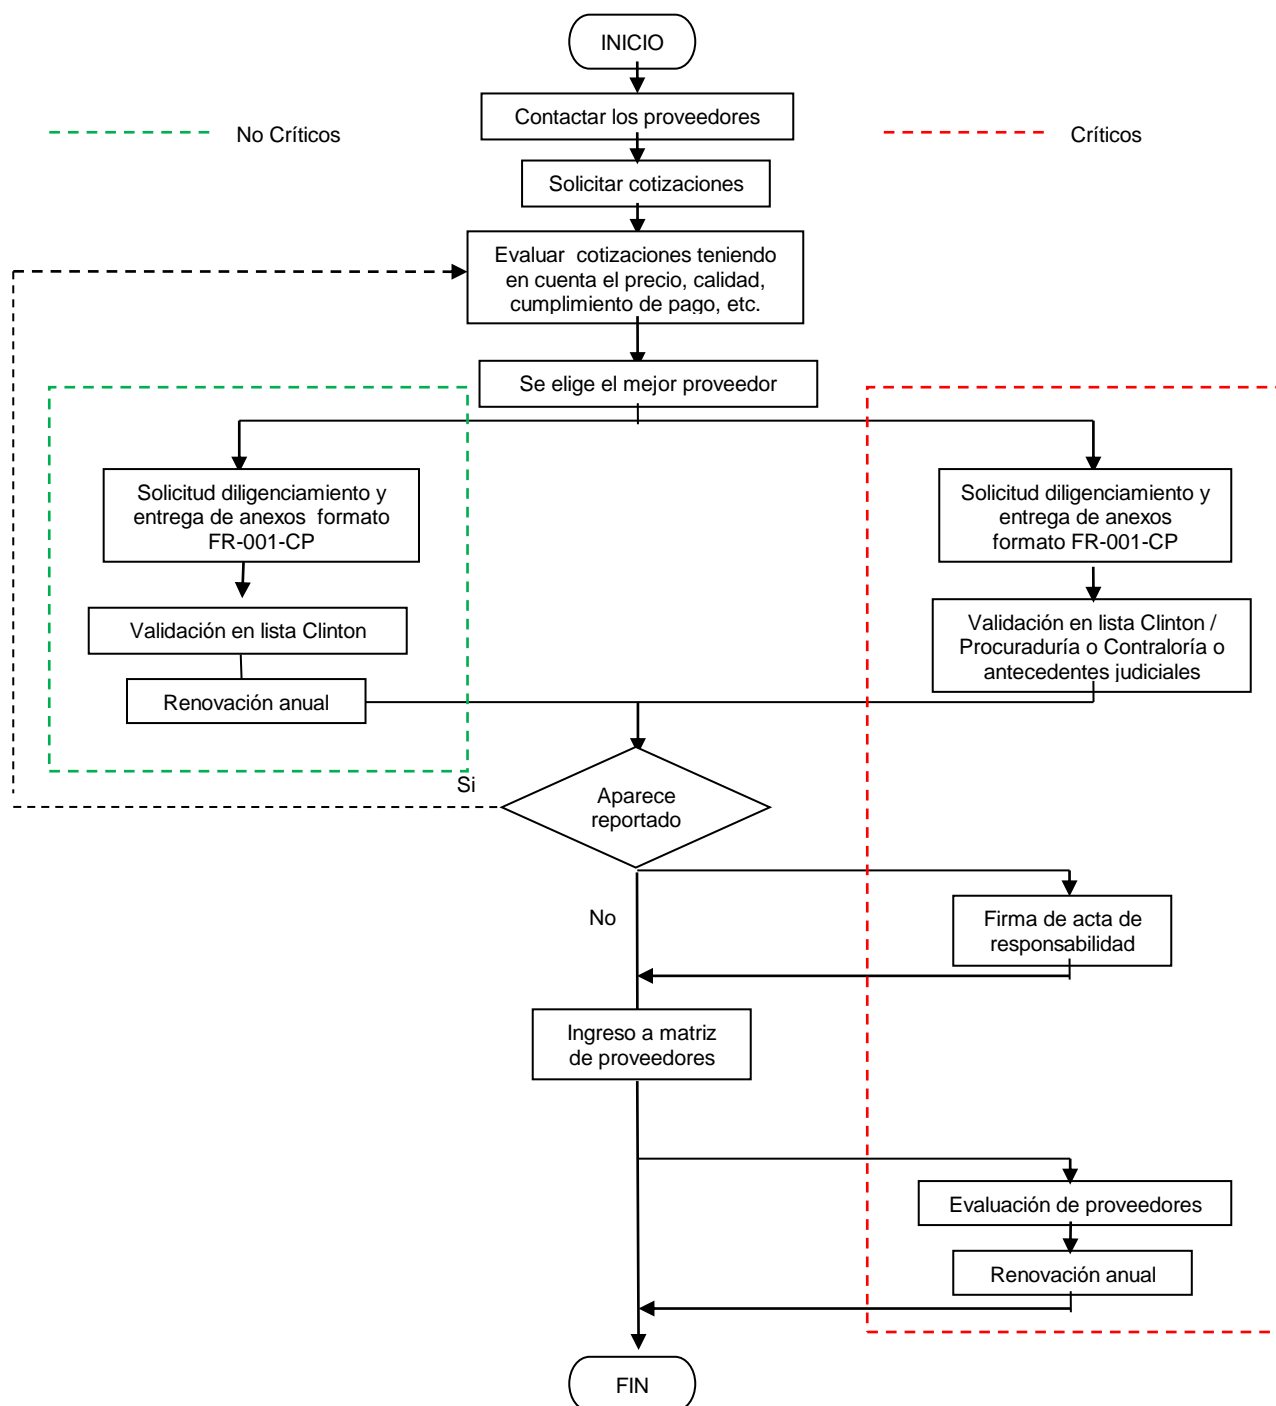 INICIO
Contactar los proveedores
No Críticos
Críticos
Solicitar cotizaciones
Evaluar cotizaciones teniendo
en cuenta el precio, calidad,
cumplimiento de pago, etc.
Se elige el mejor proveedor
Solicitud diligenciamiento y
entrega de anexos formato
FR-001-CP
Solicitud diligenciamiento y
entrega de anexos
formato FR-001-CP
Validación en lista Clinton
Validación en lista Clinton /
Procuraduría o Contraloría o
antecedentes judiciales
Renovación anual
Si
Aparece
reportado
No
Firma de acta de
responsabilidad
Ingreso a matriz
de proveedores
Evaluación de proveedores
Renovación anual
FIN